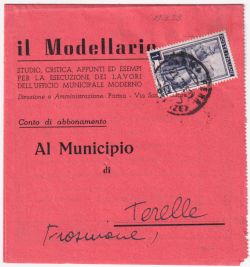 il Modellario
STUDIO, CRITICA, APPUNTI ED ESEMPI
PER LA ESECUZIONE DEI LAVORI
DELL'UFFICIO MUNICIPALE MODERNO
Direzione e Amministrazione: Parma - Via
Conto di abbonamento
Al Municipio
di
Terelle
(Frosinone)